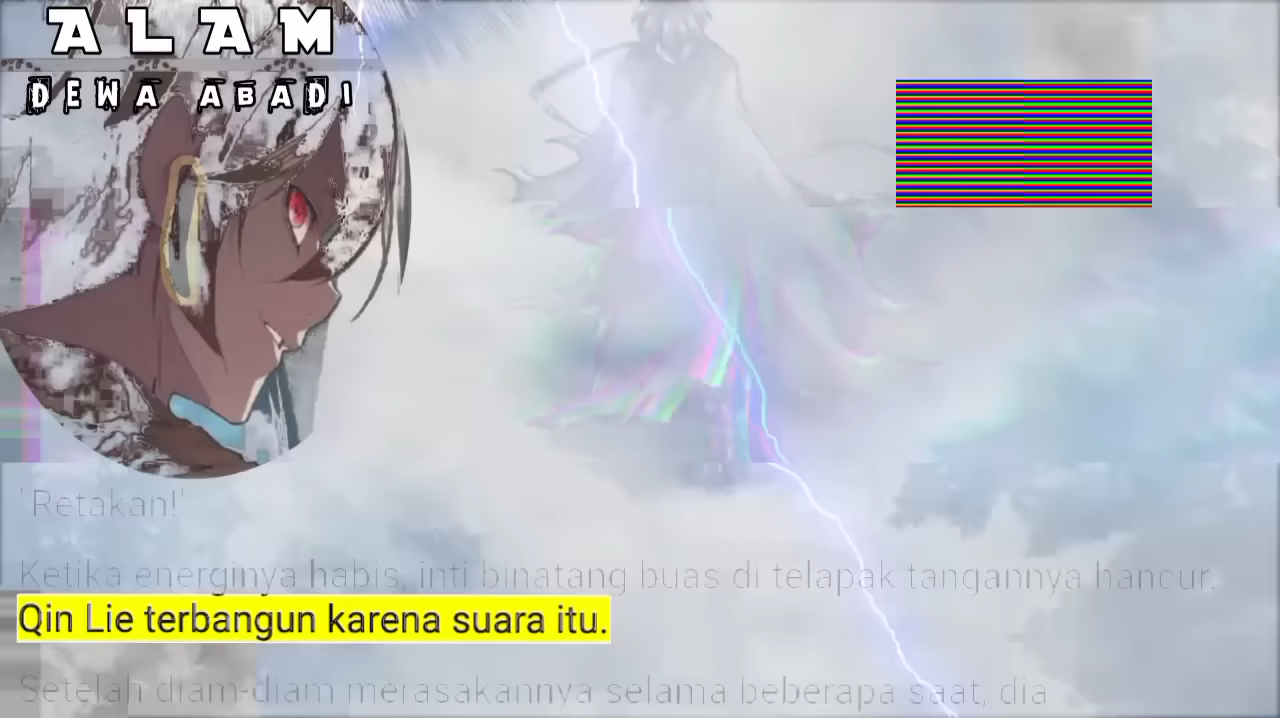 ALAM
DEWA ABADI
'Retakan!'
Ketika energinya habis, inti binatang buas di telapak tangannya hancur.
Qin Lie terbangun karena suara itu.
Setelah diam-diam merasakannya selama beberapa saat, dia